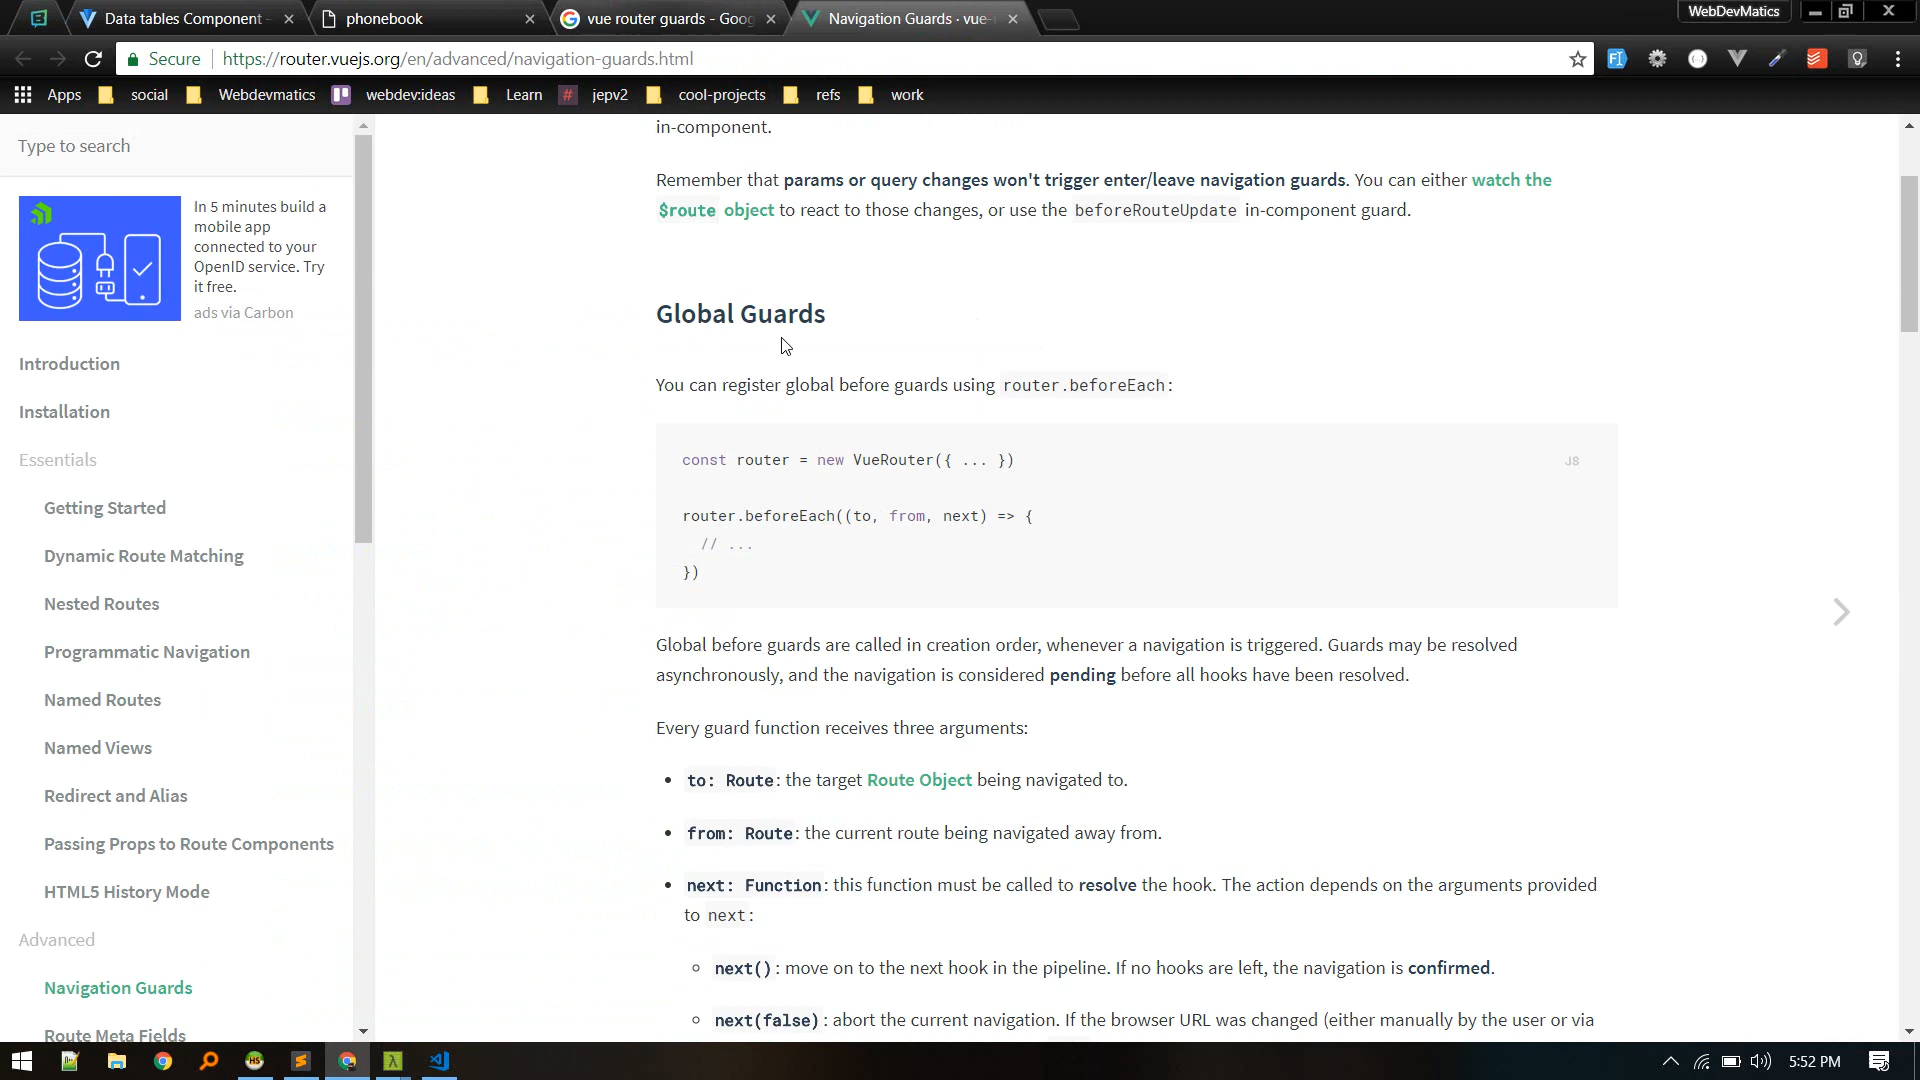 Data tables Component
phonebook
vue router guards - Goog
Navigation Guards · vue-
WebDevMatics
Secure
https://router.vuejs.org/en/advanced/navigation-guards.html
Apps
social
Webdevmatics
webdev:ideas
Learn
#
jepv2
cool-projects
refs
work
Type to search
In 5 minutes build a
mobile app
connected to your
OpenID service. Try
it free.
ads via Carbon
Introduction
Installation
Essentials
Getting Started
Dynamic Route Matching
Nested Routes
Programmatic Navigation
Named Routes
Named Views
Redirect and Alias
Passing Props to Route Components
HTML5 History Mode
Advanced
Navigation Guards
Route Meta Fields
in-component.
Remember that params or query changes won't trigger enter/leave navigation guards. You can either watch the
$route object to react to those changes, or use the beforeRouteUpdate in-component guard.
Global Guards
You can register global before guards using router.beforeEach:
const router = new VueRouter({ ... })
JS
router.beforeEach((to, from, next) => {
// ...
})
Global before guards are called in creation order, whenever a navigation is triggered. Guards may be resolved
asynchronously, and the navigation is considered pending before all hooks have been resolved.
Every guard function receives three arguments:
• to: Route: the target Route Object being navigated to.
• from: Route: the current route being navigated away from.
• next: Function: this function must be called to resolve the hook. The action depends on the arguments provided
to next:
◦ next(): move on to the next hook in the pipeline. If no hooks are left, the navigation is confirmed.
◦ next(false): abort the current navigation. If the browser URL was changed (either manually by the user or via
5:52 PM